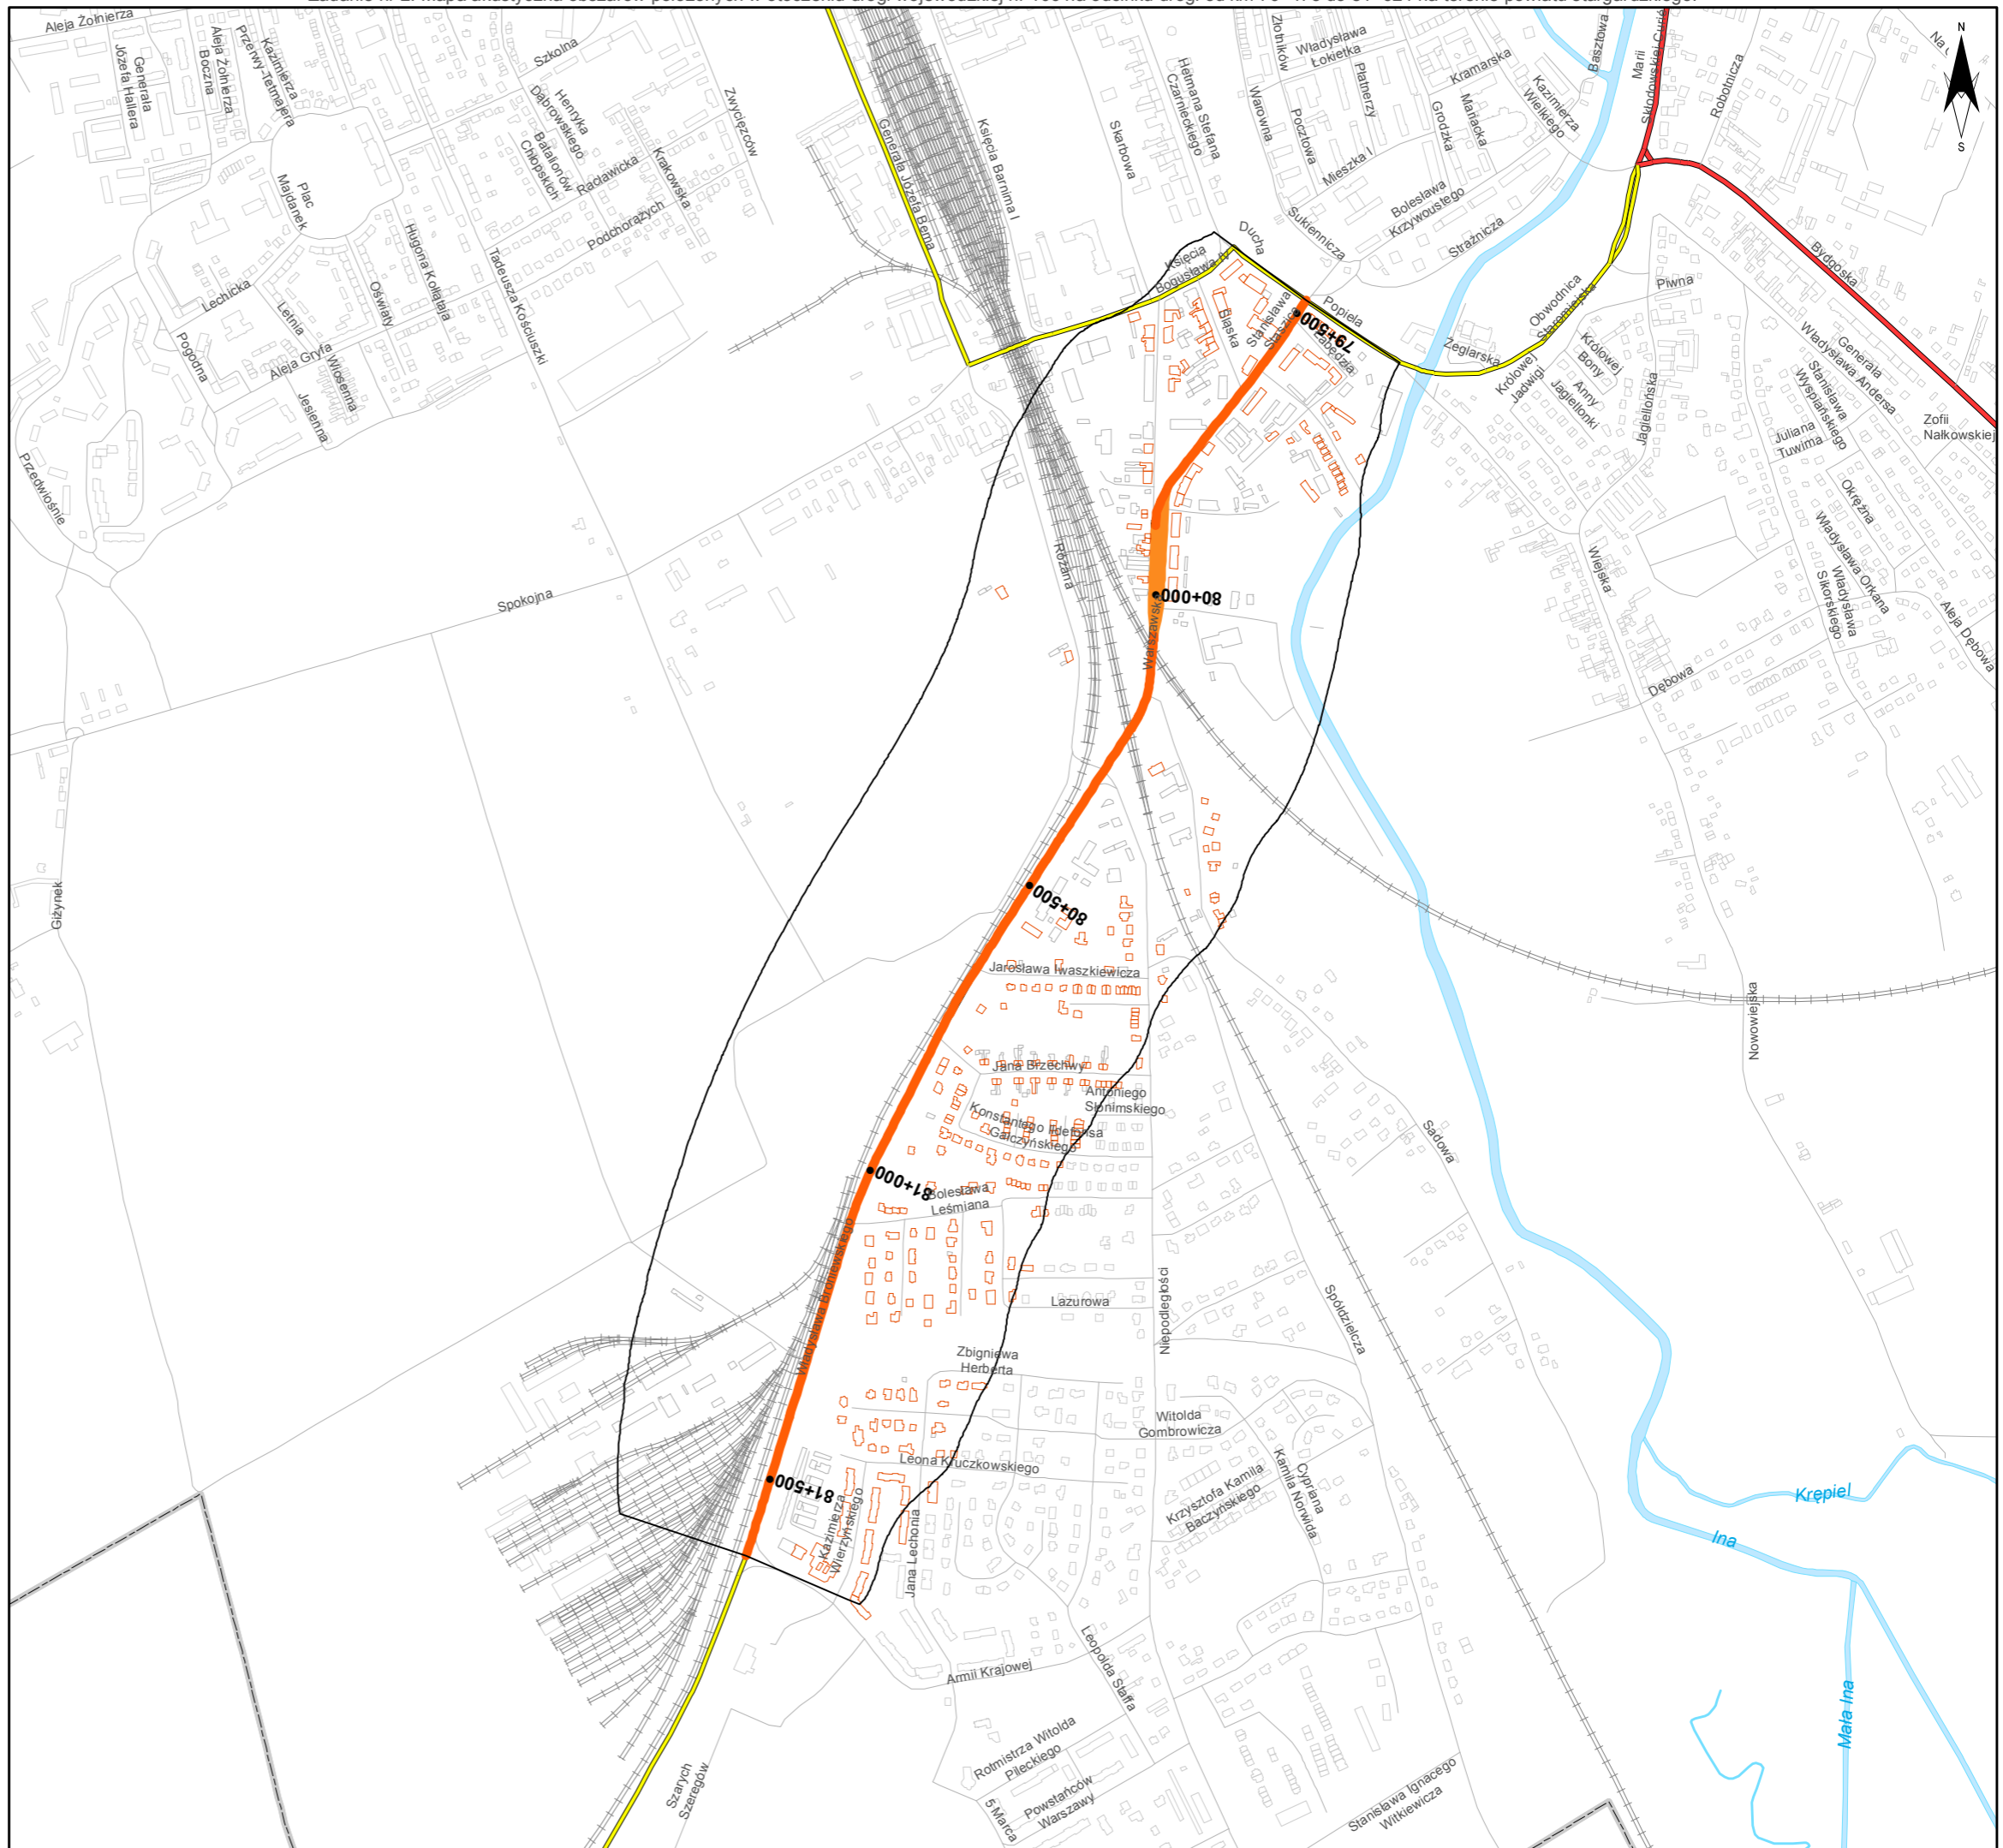 Aleja Żołnierza
Generała
Józefa Hallera
Aleja Żołnierza
Boczna
Kazimierza
Przerwy-Tetmajera
Szkolna
Henryka
Dąbrowskiego
Batalionów
Chłopskich
Racławicka
Krakowska
Zwycięzców
Podchorążych
Plac
Majdanek
Hugona Kołłątaja
Tadeusza Kościuszki
Lechicka
Letnia
Oświaty
Pogodna
Aleja Gryfa
Wiosenna
Jesienna
Przedwiośnie
Spokojna
Giżynek
Generała Józefa Bema
Księcia Barnima I
Skarbowa
Hetmana Stefana
Czarnieckiego
Złotników
Władysława
Łokietka
Płatnerzy
Warowna
Pocztowa
Kramarska
Grodzka
Mariacka
Kazimierza
Wielkiego
Basztowa
Mieszka I
Bolesława
Krzywoustego
Sukiennicza
Strażnicza
Ducha
Księcia
Bogusława IV
Marii
Skłodowskiej Curie
Robotnicza
N
S
Bydgoska
Piwna
Obwodnica
Staromiejska
Popiela
Stanisława
Staszica
Bląska
79+500
Łabędzia
Żeglarska
Królowej
Jadwigi
Królowej
Bony
Anny
Jagiellonki
Jagiellońska
Generała
Władysława Andersa
Stanisława
Wyspiańskiego
Juliana
Tuwima
Zofii
Nałkowskiej
Okrężna
Władysława Orkana
Władysława
Sikorskiego
Aleja Dębowa
Dębowa
Wiejska
Nowowiejska
Różana
80+000
Warszawska
80+500
Jarosława Iwaszkiewicza
Jana Brzechwy
Antoniego
Słonimskiego
Konstantego Ildefonsa
Gałczyńskiego
81+000
Bolesława
Leśmiana
Władysława Broniewskiego
Lazurowa
Niepodległości
Spółdzielcza
Sadowa
Zbigniewa
Herberta
Witolda
Gombrowicza
Leona Kruczkowskiego
Krzysztofa Kamila
Baczyńskiego
Cypriana
Kamila Norwida
81+500
Kazimierza
Wierzyńskiego
Jana Lechonia
Armii Krajowej
Leopolda Staffa
Szarych
Szeregów
Rotmistrza Witolda
Pileckiego
Powstańców
Warszawy
5 Marca
Stanisława Ignacego
Witkiewicza
Krępiel
Ina
Mała Ina